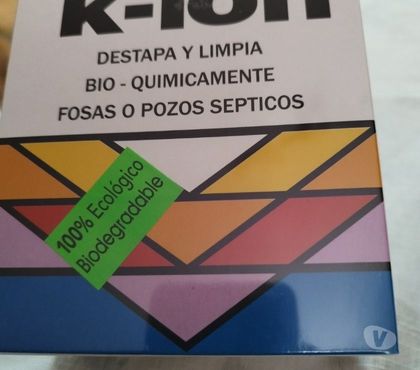 k-ion
DESTAPA Y LIMPIA
BIO - QUIMICAMENTE
FOSAS O POZOS SEPTICOS
100% Ecológico
Biodegradable
V